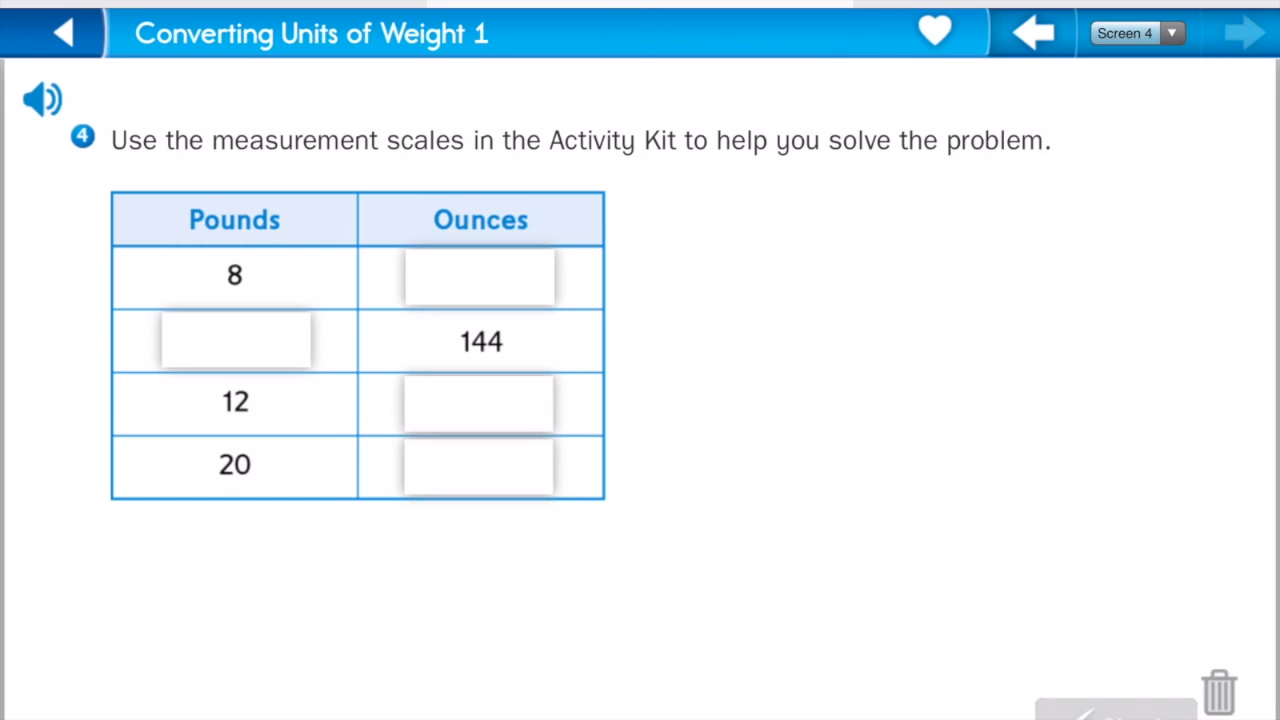 Converting Units of Weight 1
Screen 4
4 Use the measurement scales in the Activity Kit to help you solve the problem.
Pounds Ounces
8
144
12
20